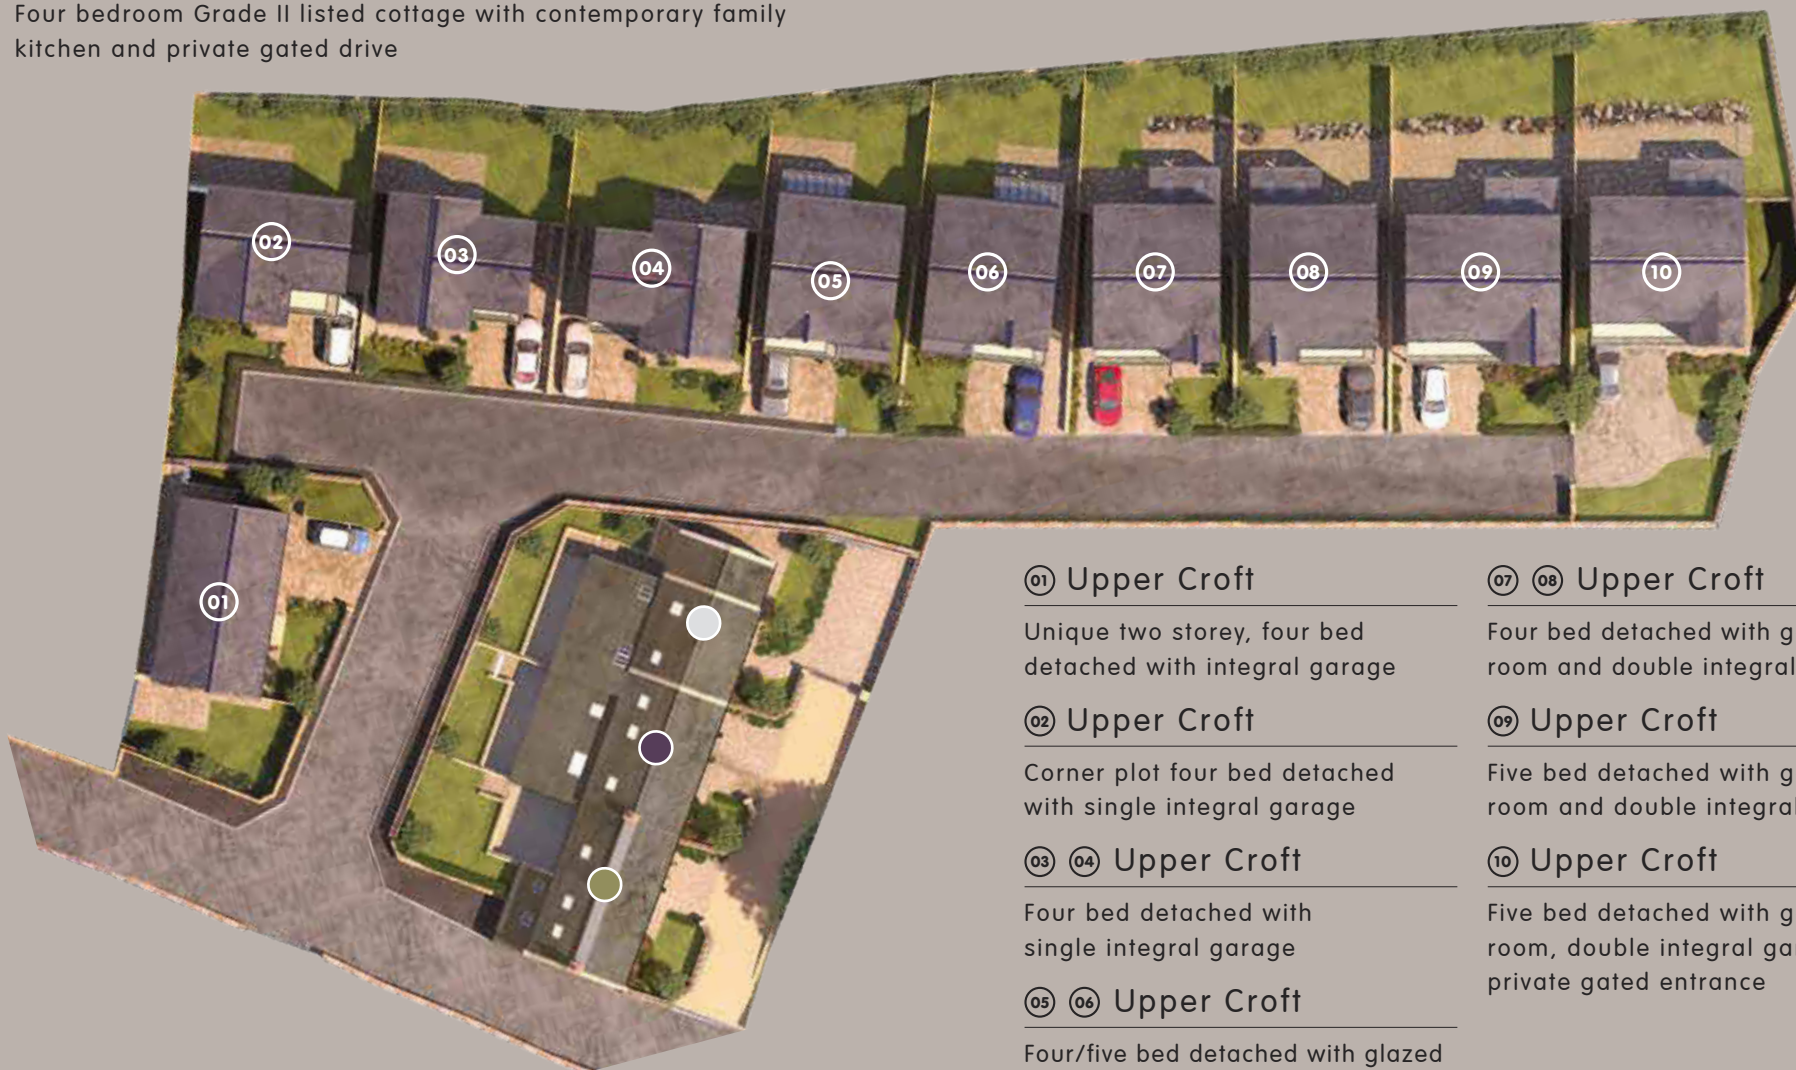 Four bedroom Grade II listed cottage with contemporary family
kitchen and private gated drive
02
03
04
05
06
07
08
09
10
01
01 Upper Croft
Unique two storey, four bed
detached with integral garage
02 Upper Croft
Corner plot four bed detached
with single integral garage
03 04 Upper Croft
Four bed detached with
single integral garage
05 06 Upper Croft
Four/five bed detached with glazed
07 08 Upper Croft
Four bed detached with g
room and double integral
09 Upper Croft
Five bed detached with g
room and double integral
10 Upper Croft
Five bed detached with g
room, double integral ga
private gated entrance